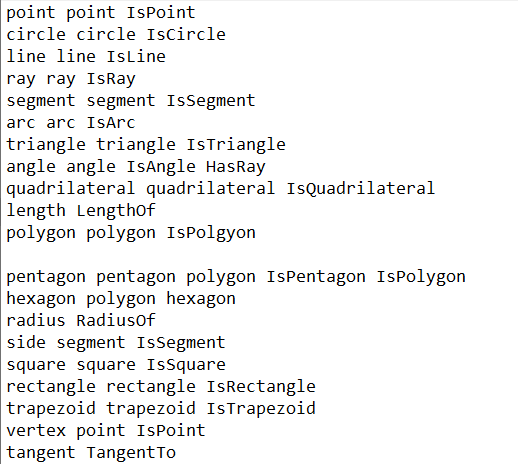 point point IsPoint
circle circle IsCircle
line line IsLine
ray ray IsRay
segment segment IsSegment
arc arc IsArc
triangle triangle IsTriangle
angle angle IsAngle HasRay
quadrilateral quadrilateral IsQuadrilateral
length LengthOf
polygon polygon IsPolgyon
pentagon pentagon polygon IsPentagon IsPolygon
hexagon polygon hexagon
radius RadiusOf
side segment IsSegment
square square IsSquare
rectangle rectangle IsRectangle
trapezoid trapezoid IsTrapezoid
vertex point IsPoint
tangent TangentTo